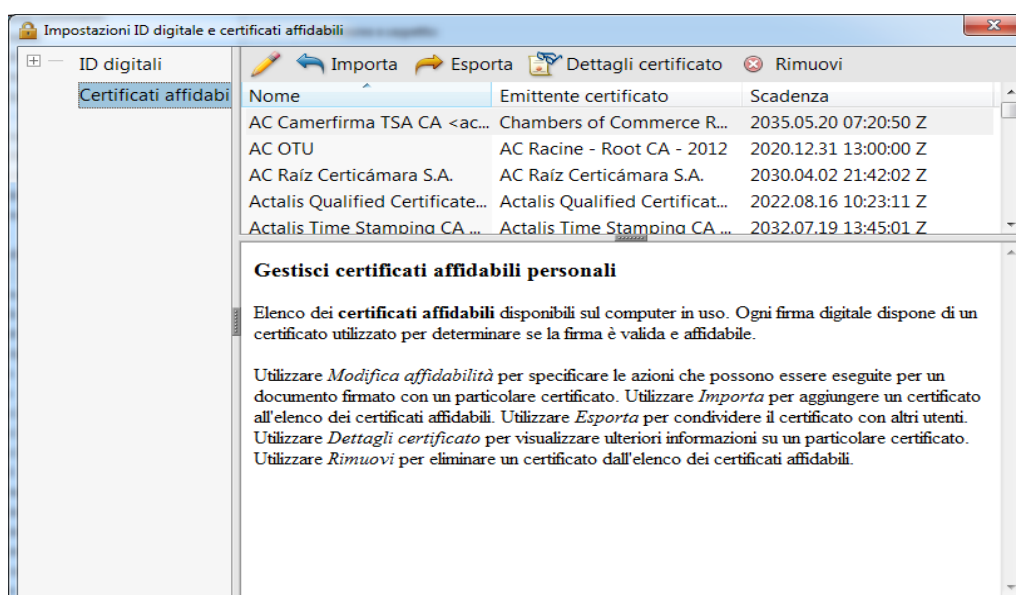 Impostazioni ID digitale e certificati affidabili
ID digitali
Certificati affidabi
Importa Esporta Dettagli certificato Rimuovi
Nome Emittente certificato Scadenza
AC Camerfirma TSA CA <ac... Chambers of Commerce R... 2035.05.20 07:20:50 Z
AC OTU AC Racine - Root CA - 2012 2020.12.31 13:00:00 Z
AC Raíz Certicámara S.A. AC Raíz Certicámara S.A. 2030.04.02 21:42:02 Z
Actalis Qualified Certificate... Actalis Qualified Certificat... 2022.08.16 10:23:11 Z
Actalis Time Stamping CA ... Actalis Time Stamping CA ... 2032.07.19 13:45:01 Z
Gestisci certificati affidabili personali
Elenco dei certificati affidabili disponibili sul computer in uso. Ogni firma digitale dispone di un
certificato utilizzato per determinare se la firma è valida e affidabile.
Utilizzare Modifica affidabilità per specificare le azioni che possono essere eseguite per un
documento firmato con un particolare certificato. Utilizzare Importa per aggiungere un certificato
all'elenco dei certificati affidabili. Utilizzare Esporta per condividere il certificato con altri utenti.
Utilizzare Dettagli certificato per visualizzare ulteriori informazioni su un particolare certificato.
Utilizzare Rimuovi per eliminare un certificato dall'elenco dei certificati affidabili.